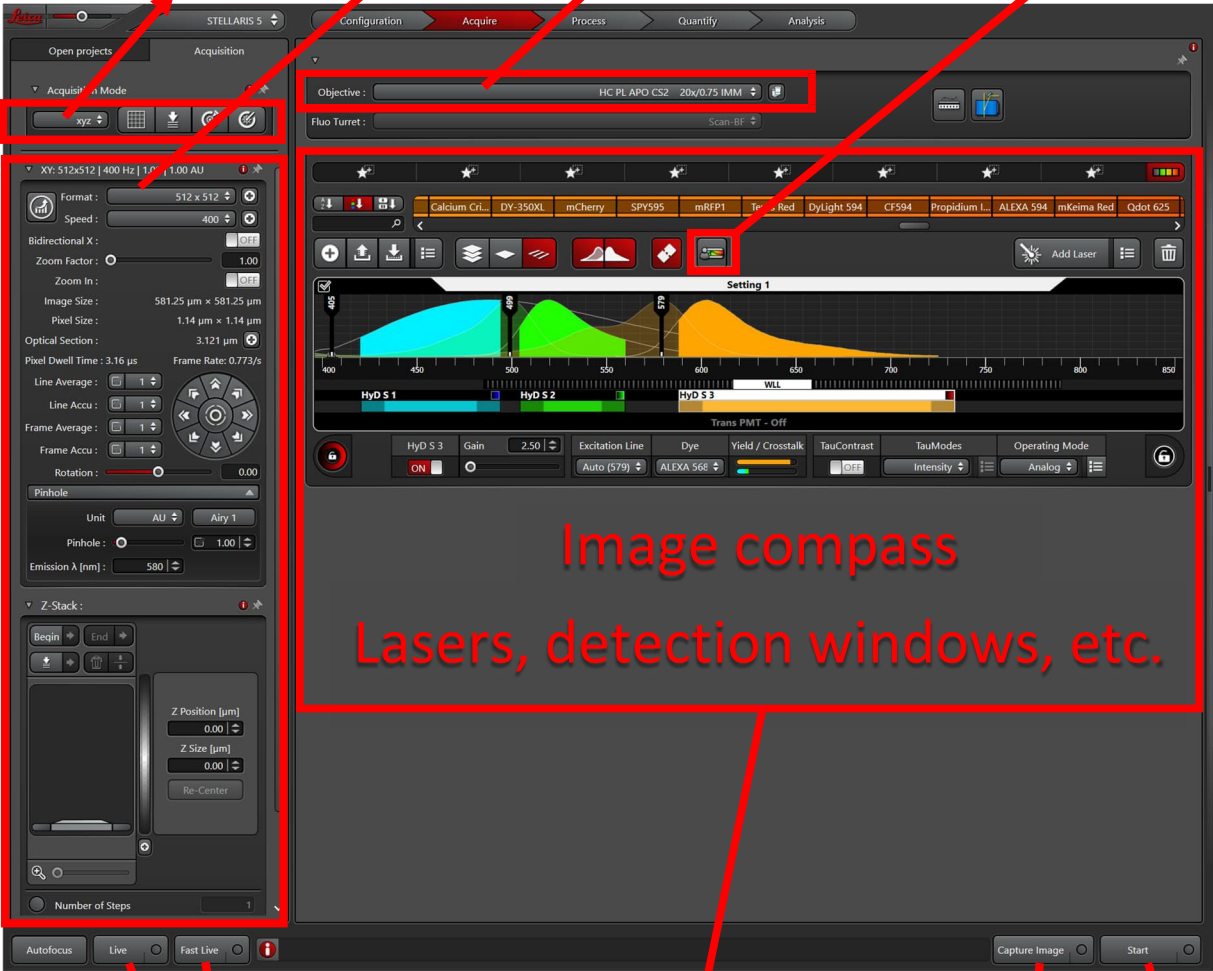 Leica
STELLARIS 5
Configuration
Acquire
Process
Quantify
Analysis
Open projects
Acquisition
Acquisition Mode
xyz
Objective :
HC PL APO CS2 20x/0.75 IMM
Fluo Turret :
Scan-BF
XY: 512x512 | 400 Hz | 1.00 | 1.00 AU
Format :
512 x 512
Speed :
400
Bidirectional X :
OFF
Zoom Factor :
1.00
Zoom In :
OFF
Image Size :
581.25 µm × 581.25 µm
Pixel Size :
1.14 µm × 1.14 µm
Optical Section :
3.121 µm
Pixel Dwell Time : 3.16 µs
Frame Rate: 0.773/s
Line Average :
1
Line Accu :
1
Frame Average :
1
Frame Accu :
1
Rotation :
0.00
Pinhole
Unit
AU
Airy 1
Pinhole :
1.00
Emission λ [nm] :
580
Z-Stack :
Begin
End
Z Position [µm]
0.00
Z Size [µm]
0.00
Re-Center
Number of Steps
1
Calcium Cri...
DY-350XL
mCherry
SPY595
mRFP1
Texas Red
DyLight 594
CF594
Propidium I...
ALEXA 594
mKeima Red
Qdot 625
Add Laser
Setting 1
405
499
579
400
450
500
550
600
650
700
750
800
850
WLL
HyD S 1
HyD S 2
HyD S 3
Trans PMT - Off
HyD S 3
Gain
2.50
Excitation Line
Dye
Yield / Crosstalk
TauContrast
TauModes
Operating Mode
ON
Auto (579)
ALEXA 568
OFF
Intensity
Analog
Image compass
Lasers, detection windows, etc.
Autofocus
Live
Fast Live
Capture Image
Start